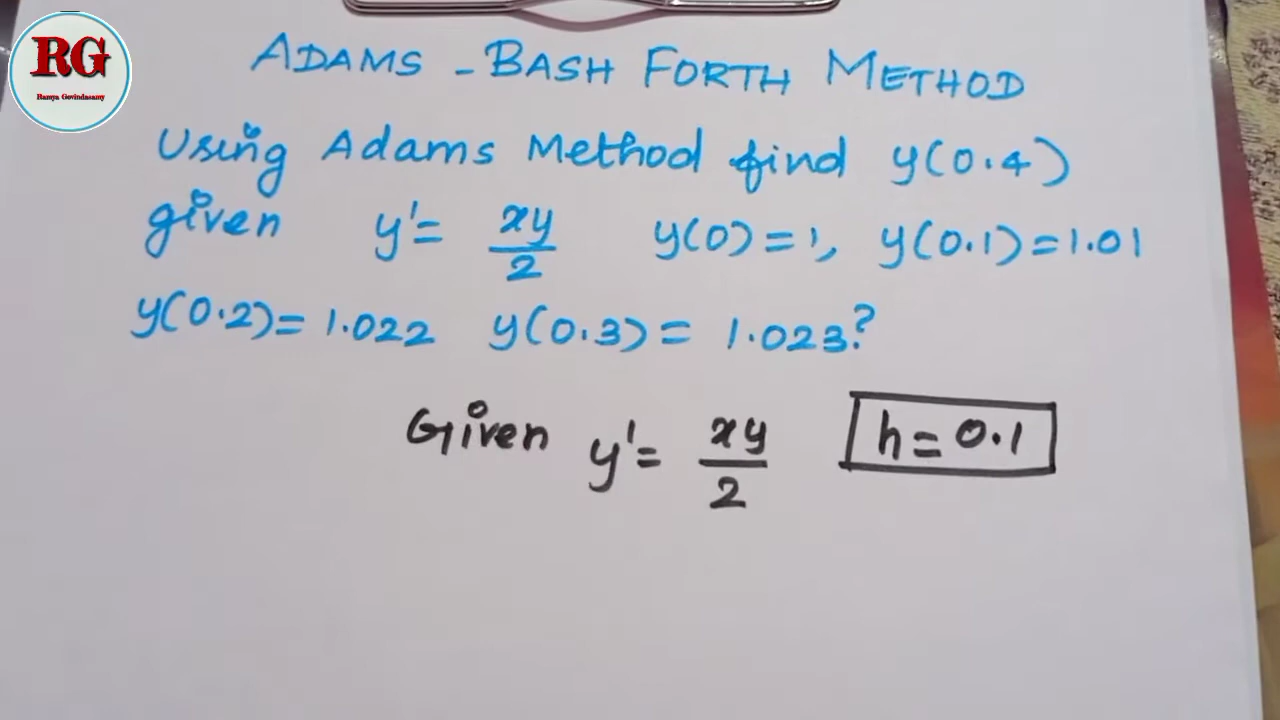 RG
Ramya Govindasamy
ADAMS - BASH FORTH METHOD
Using Adams Method find y(0.4)
given y' = xy/2 y(0) = 1, y(0.1) = 1.01
y(0.2) = 1.022 y(0.3) = 1.023?
Given y' = xy/2 h = 0.1